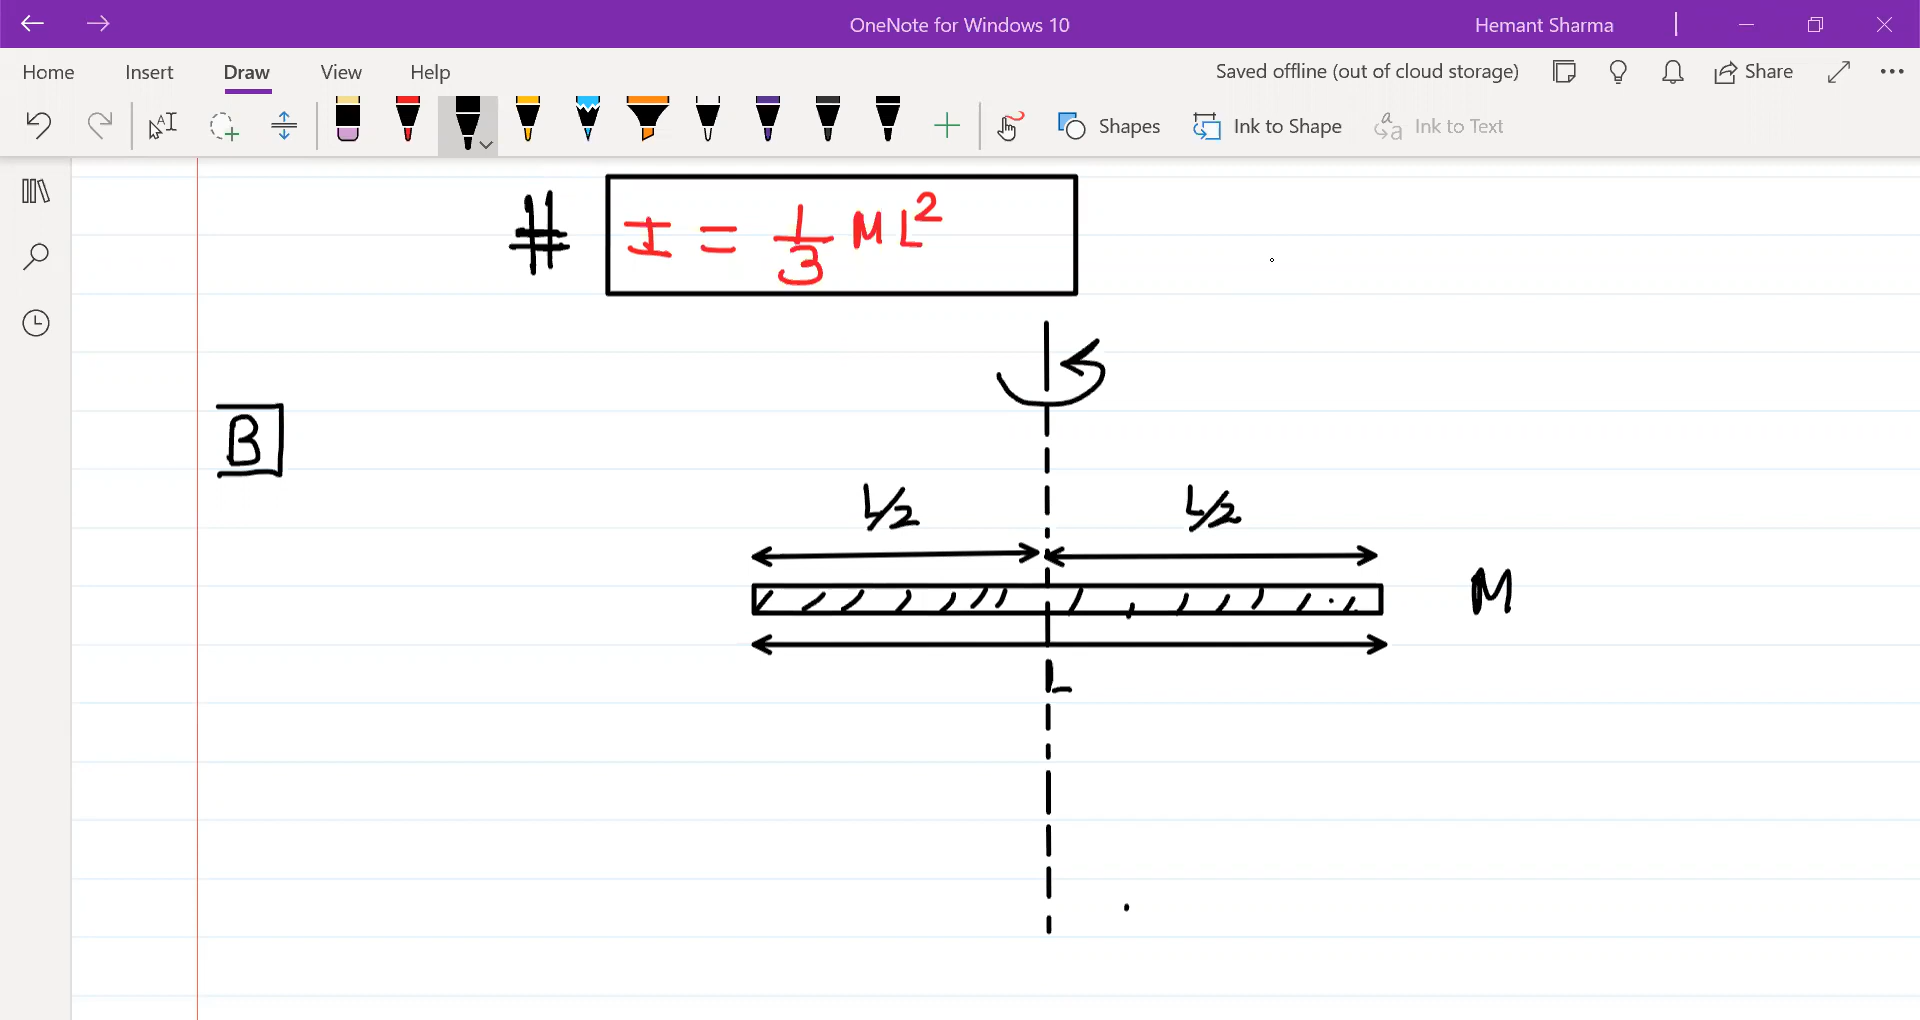 OneNote for Windows 10
Hemant Sharma
Home Insert Draw View Help
Saved offline (out of cloud storage)
Share
Shapes
Ink to Shape
Ink to Text
# I = 1/3 ML²
B
L/2 L/2
M
L